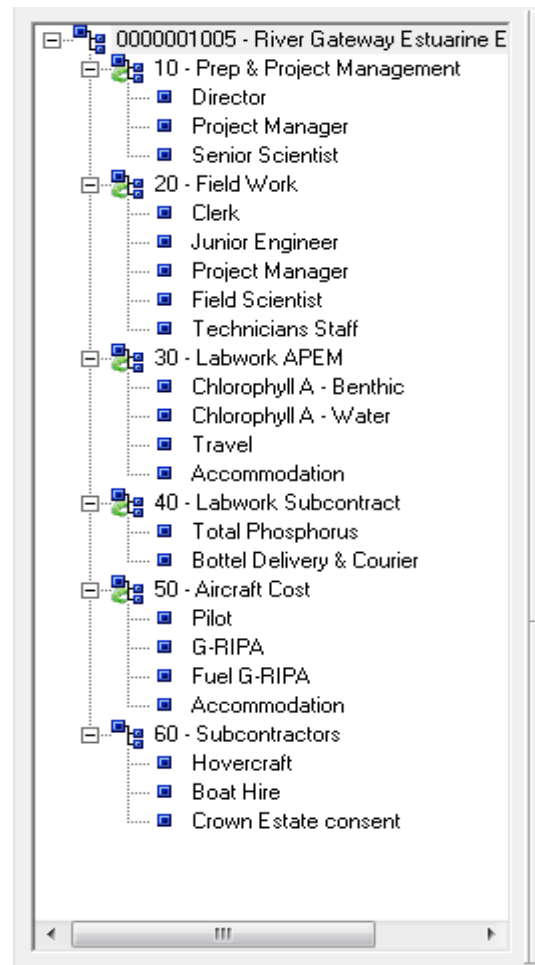 0000001005 - River Gateway Estuarine E
10 - Prep & Project Management
Director
Project Manager
Senior Scientist
20 - Field Work
Clerk
Junior Engineer
Project Manager
Field Scientist
Technicians Staff
30 - Labwork APEM
Chlorophyll A - Benthic
Chlorophyll A - Water
Travel
Accommodation
40 - Labwork Subcontract
Total Phosphorus
Bottel Delivery & Courier
50 - Aircraft Cost
Pilot
G-RIPA
Fuel G-RIPA
Accommodation
60 - Subcontractors
Hovercraft
Boat Hire
Crown Estate consent